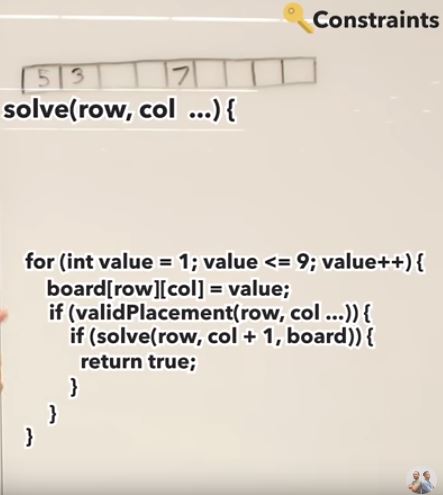 Constraints
5 3 7
solve(row, col ...) {
for (int value = 1; value <= 9; value++) {
board[row][col] = value;
if (validPlacement(row, col ...)) {
if (solve(row, col + 1, board)) {
return true;
}
}
}